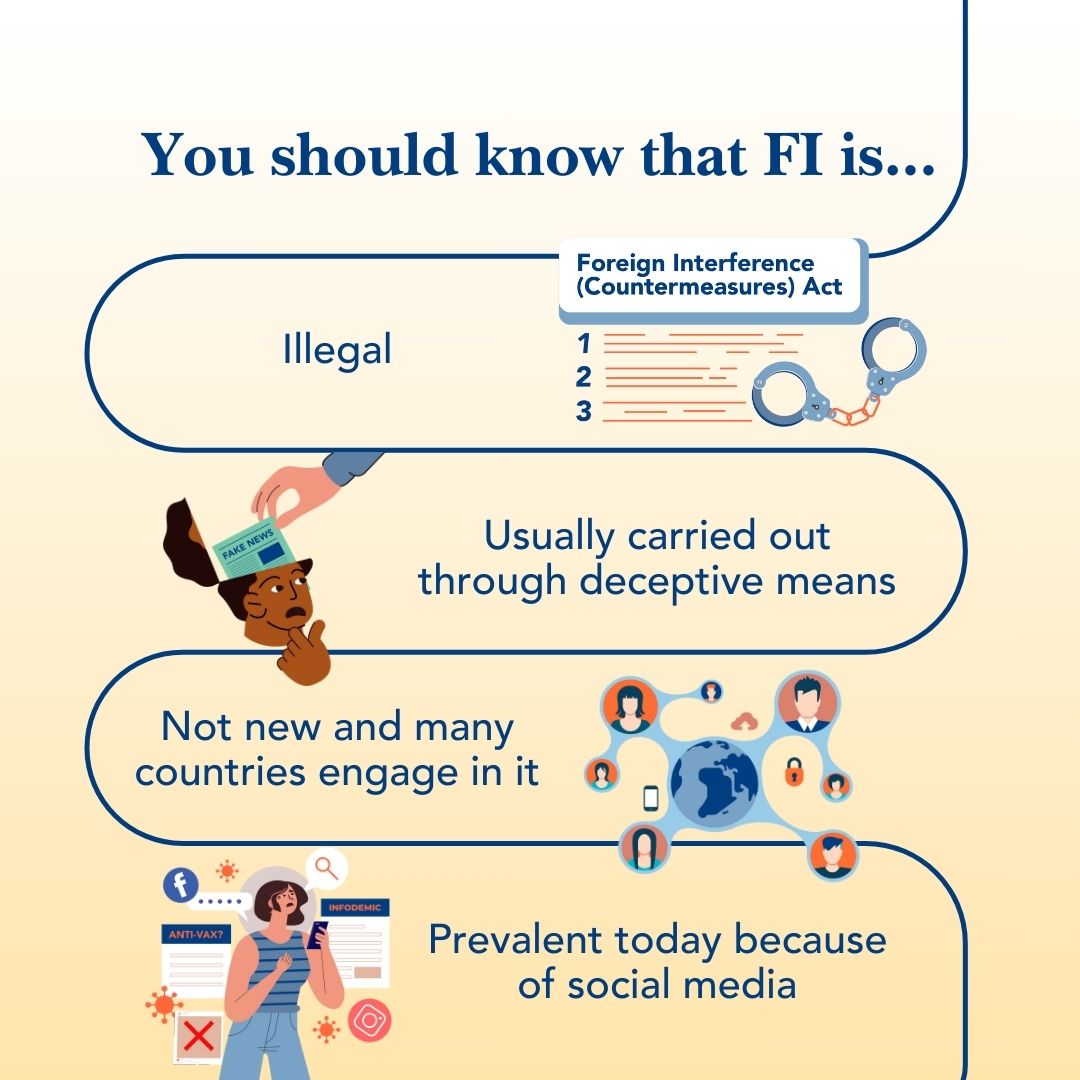 You should know that FI is...
Foreign Interference
(Countermeasures) Act
Illegal
1
2
3
FAKE NEWS
Usually carried out
through deceptive means
Not new and many
countries engage in it
f
INFODEMIC
ANTI-VAX?
Prevalent today because
of social media